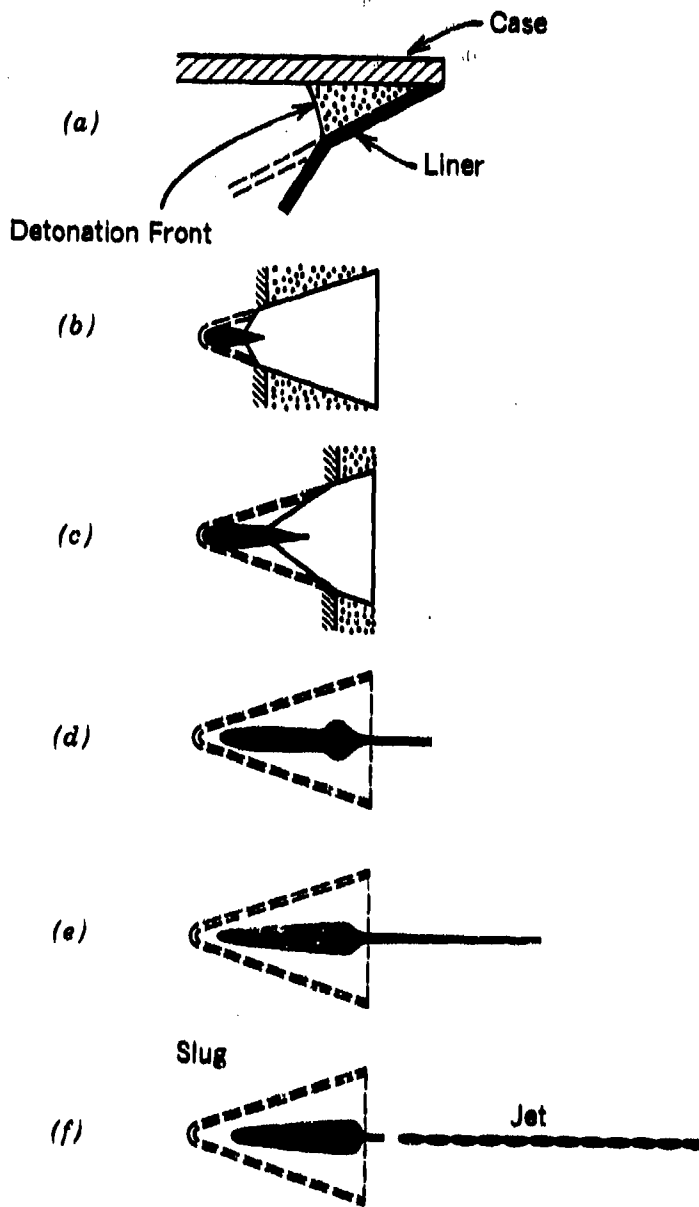 Case
(a)
Liner
Detonation Front
(b)
(c)
(d)
(e)
Slug
(f)
Jet